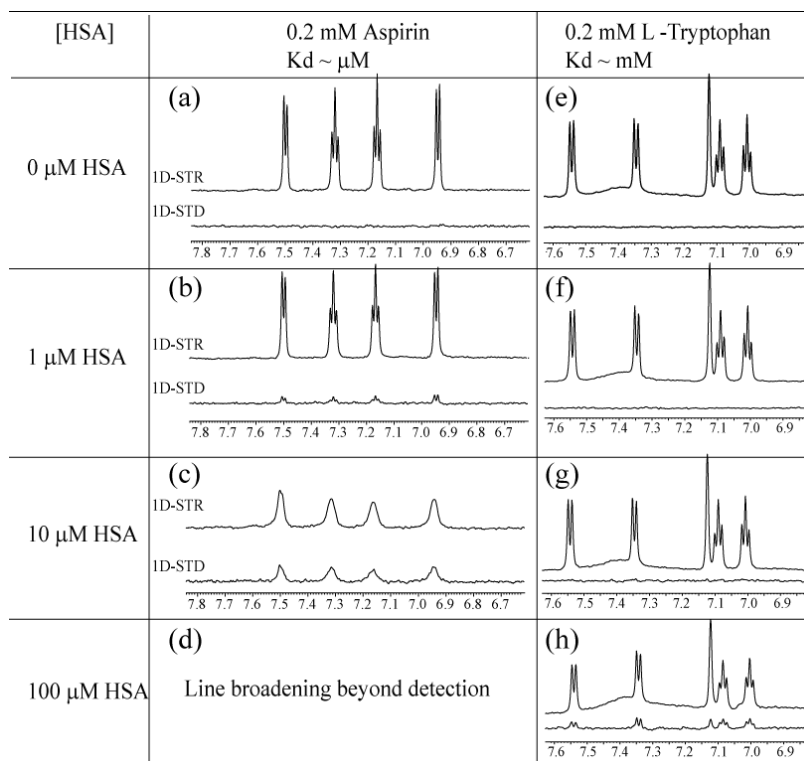 [HSA]
0.2 mM Aspirin
Kd ~ μM
0.2 mM L -Tryptophan
Kd ~ mM
0 μM HSA
(a)
1D-STR
1D-STD
7.8 7.7 7.6 7.5 7.4 7.3 7.2 7.1 7.0 6.9 6.8 6.7
(e)
7.6 7.5 7.4 7.3 7.2 7.1 7.0 6.9
1 μM HSA
(b)
1D-STR
1D-STD
7.8 7.7 7.6 7.5 7.4 7.3 7.2 7.1 7.0 6.9 6.8 6.7
(f)
7.6 7.5 7.4 7.3 7.2 7.1 7.0 6.9
10 μM HSA
(c)
1D-STR
1D-STD
7.8 7.7 7.6 7.5 7.4 7.3 7.2 7.1 7.0 6.9 6.8 6.7
(g)
7.6 7.5 7.4 7.3 7.2 7.1 7.0 6.9
100 μM HSA
(d)
Line broadening beyond detection
(h)
7.6 7.5 7.4 7.3 7.2 7.1 7.0 6.9